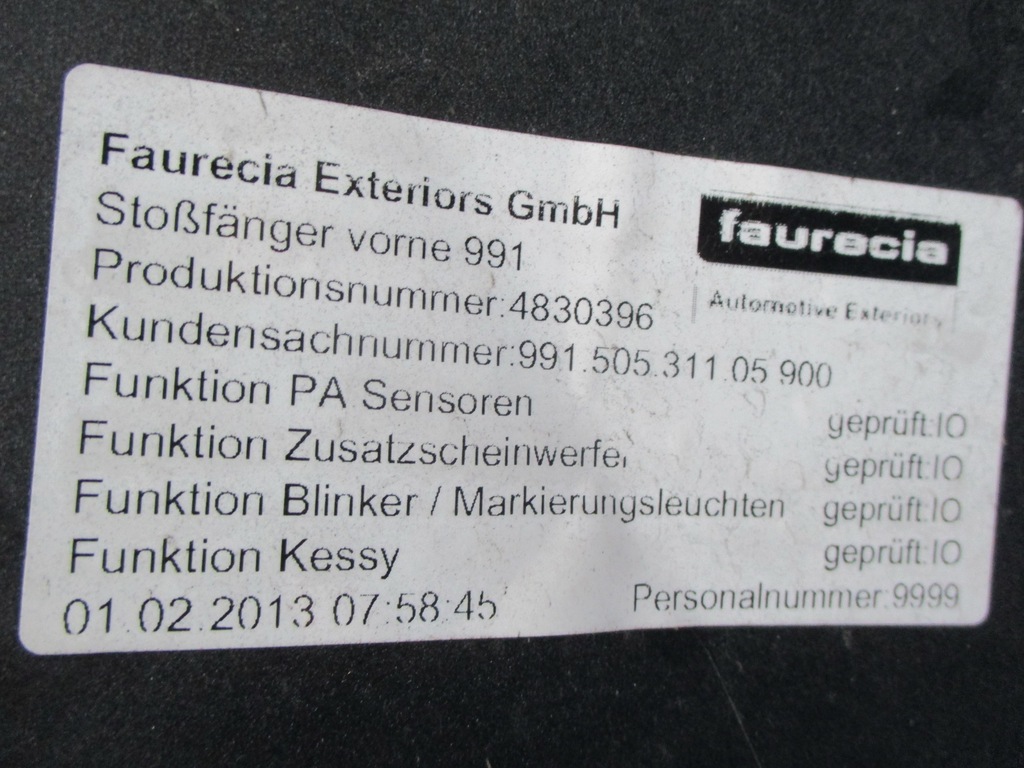 Faurecia Exteriors GmbH
faurecia
Automotive Exteriors
Stoßfänger vorne 991
Produktionsnummer:4830396
Kundensachnummer:991.505.311.05.900
Funktion PA Sensoren geprüft:IO
Funktion Zusatzscheinwerfer geprüft:IO
Funktion Blinker / Markierungsleuchten geprüft:IO
Funktion Kessy geprüft:IO
01.02.2013 07:58:45 Personalnummer:9999